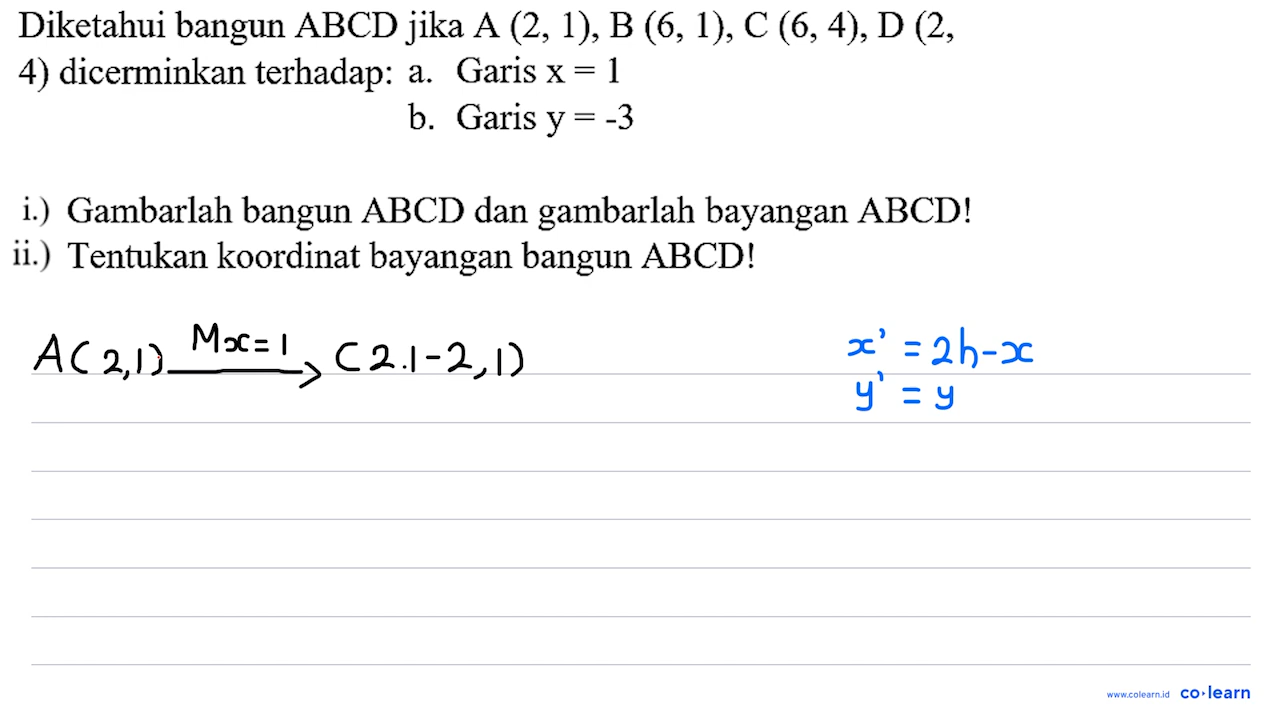 Diketahui bangun ABCD jika A (2, 1), B (6, 1), C (6, 4), D (2,
4) dicerminkan terhadap: a. Garis x = 1
b. Garis y = -3
i.) Gambarlah bangun ABCD dan gambarlah bayangan ABCD!
ii.) Tentukan koordinat bayangan bangun ABCD!
A(2,1) Mx=1 → (2.1-2,1)
x' = 2h-x
y' = y
www.colearn.id co·learn